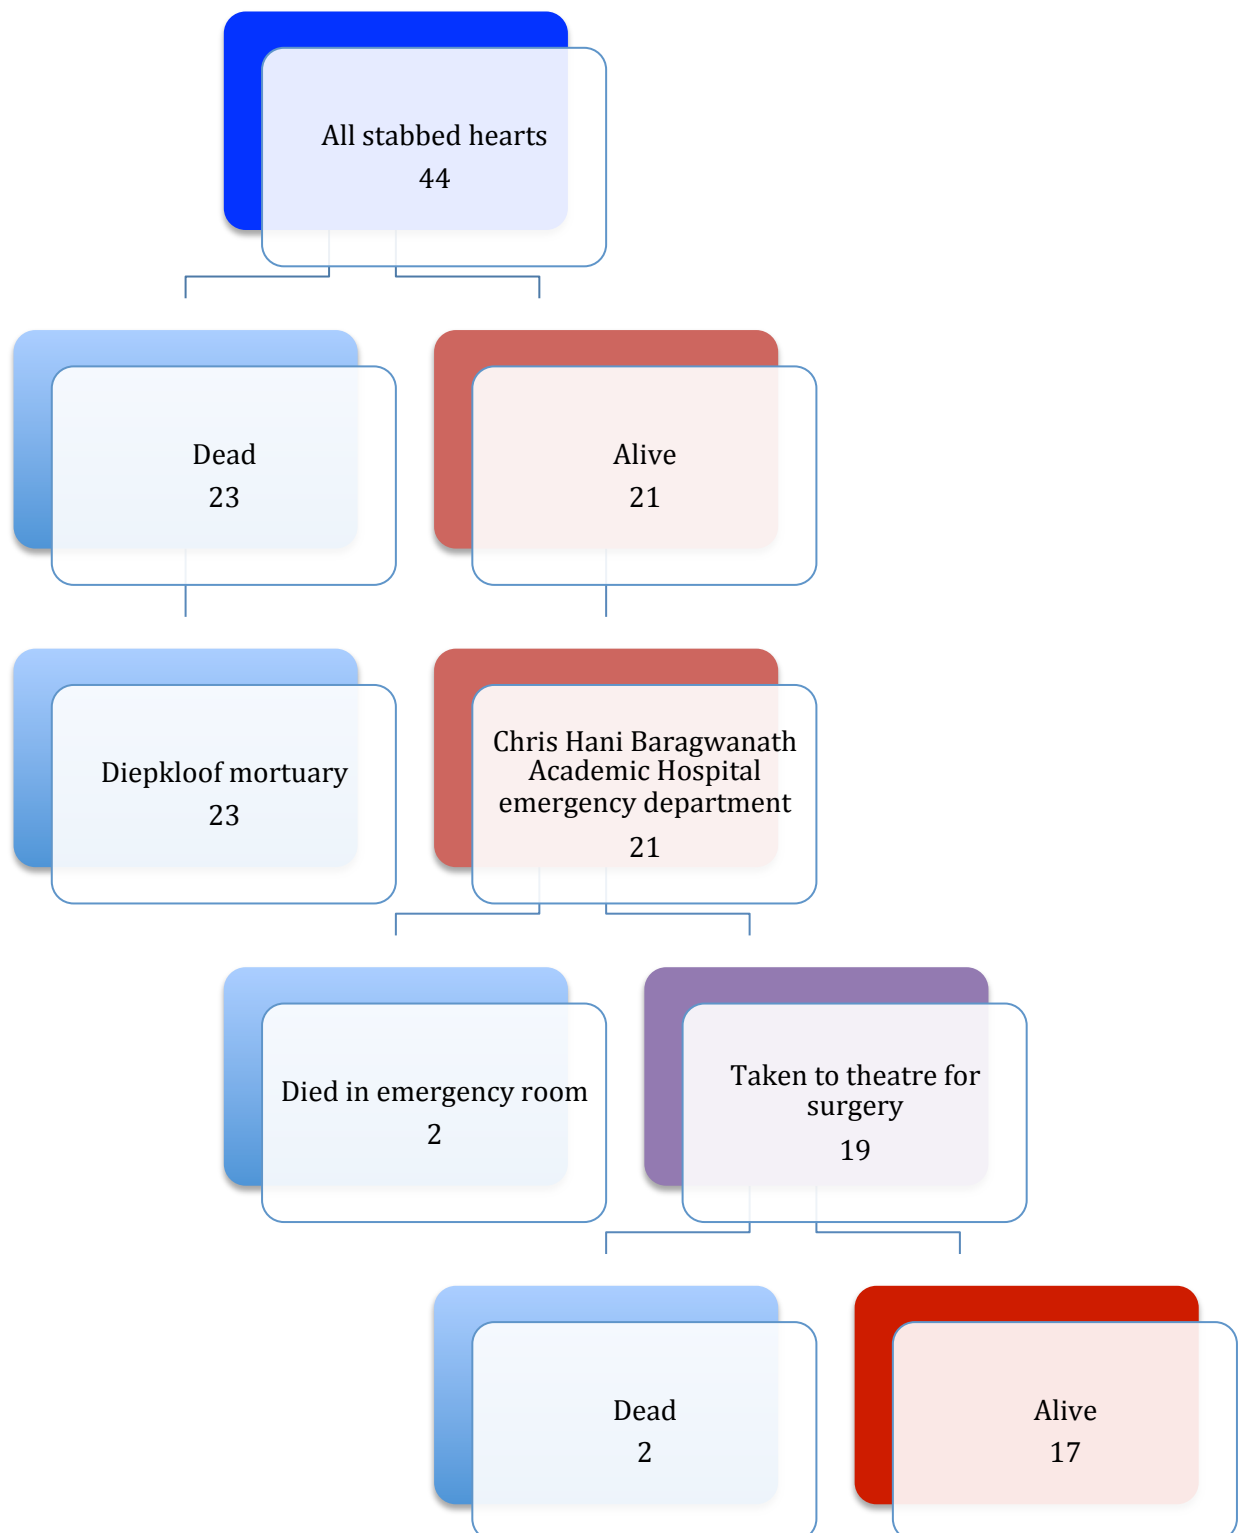 All stabbed hearts
44
Dead
23
Alive
21
Diepkloof mortuary
23
Chris Hani Baragwanath
Academic Hospital
emergency department
21
Died in emergency room
2
Taken to theatre for
surgery
19
Dead
2
Alive
17